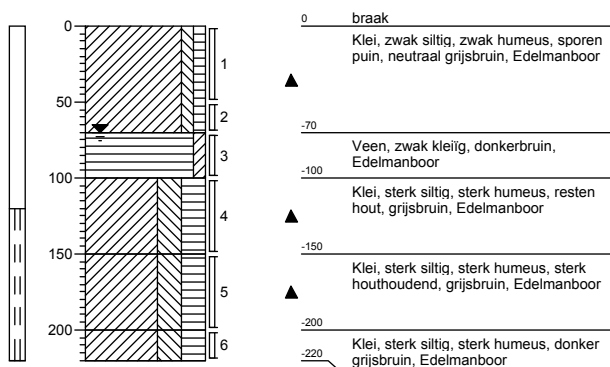 0
50
100
150
200
1
2
3
4
5
6
0 braak
Klei, zwak siltig, zwak humeus, sporen
puin, neutraal grijsbruin, Edelmanboor
-70
Veen, zwak kleiïg, donkerbruin,
Edelmanboor
-100
Klei, sterk siltig, sterk humeus, resten
hout, grijsbruin, Edelmanboor
-150
Klei, sterk siltig, sterk humeus, sterk
houthoudend, grijsbruin, Edelmanboor
-200
Klei, sterk siltig, sterk humeus, donker
-220
grijsbruin, Edelmanboor